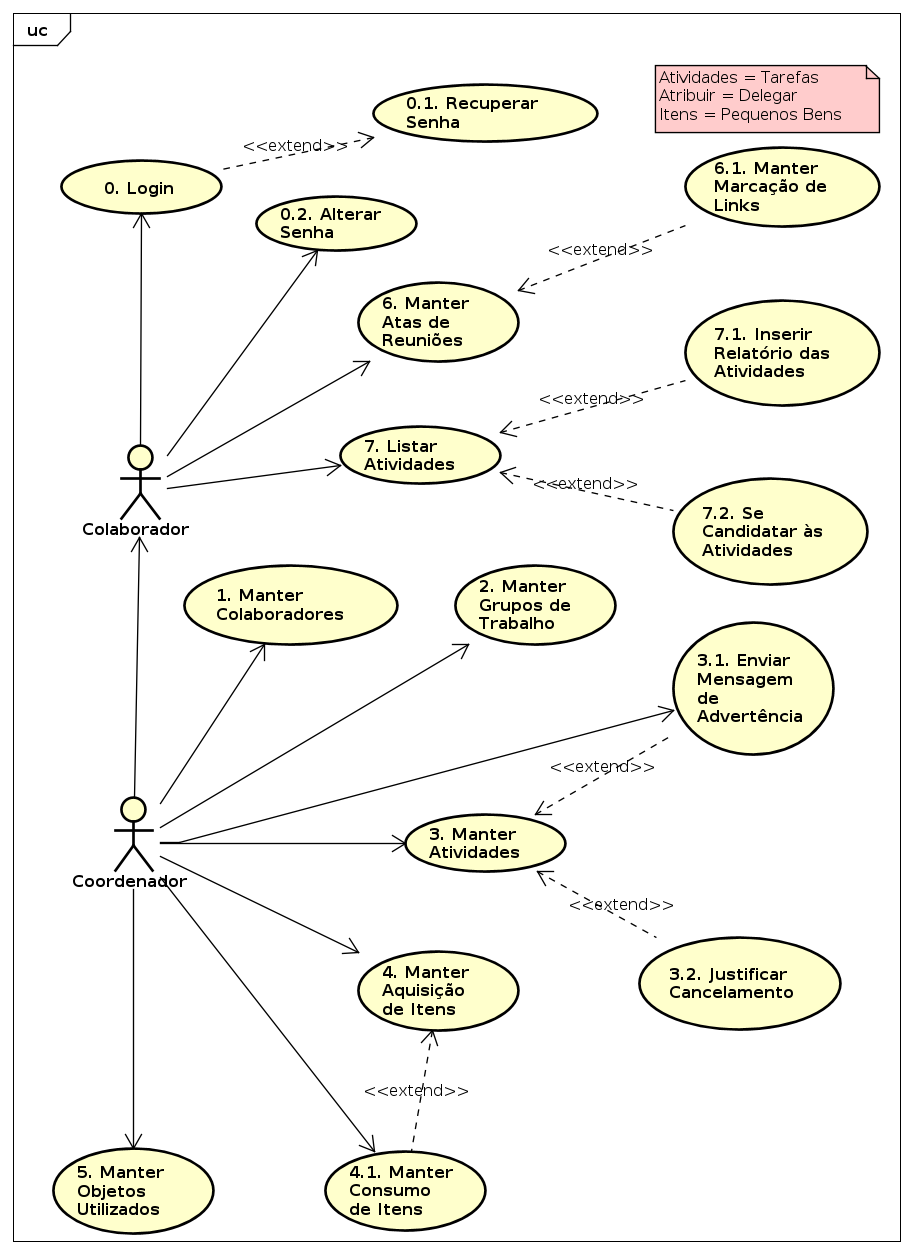 uc
Atividades = Tarefas
Atribuir = Delegar
Itens = Pequenos Bens
0.1. Recuperar
Senha
<<extend>>
0. Login
6.1. Manter
Marcação de
Links
0.2. Alterar
Senha
<<extend>>
6. Manter
Atas de
Reuniões
7.1. Inserir
Relatório das
Atividades
<<extend>>
7. Listar
Atividades
<<extend>>
7.2. Se
Candidatar às
Atividades
Colaborador
1. Manter
Colaboradores
2. Manter
Grupos de
Trabalho
3.1. Enviar
Mensagem
de
Advertência
<<extend>>
3. Manter
Atividades
Coordenador
<<extend>>
3.2. Justificar
Cancelamento
4. Manter
Aquisição
de Itens
<<extend>>
5. Manter
Objetos
Utilizados
4.1. Manter
Consumo
de Itens